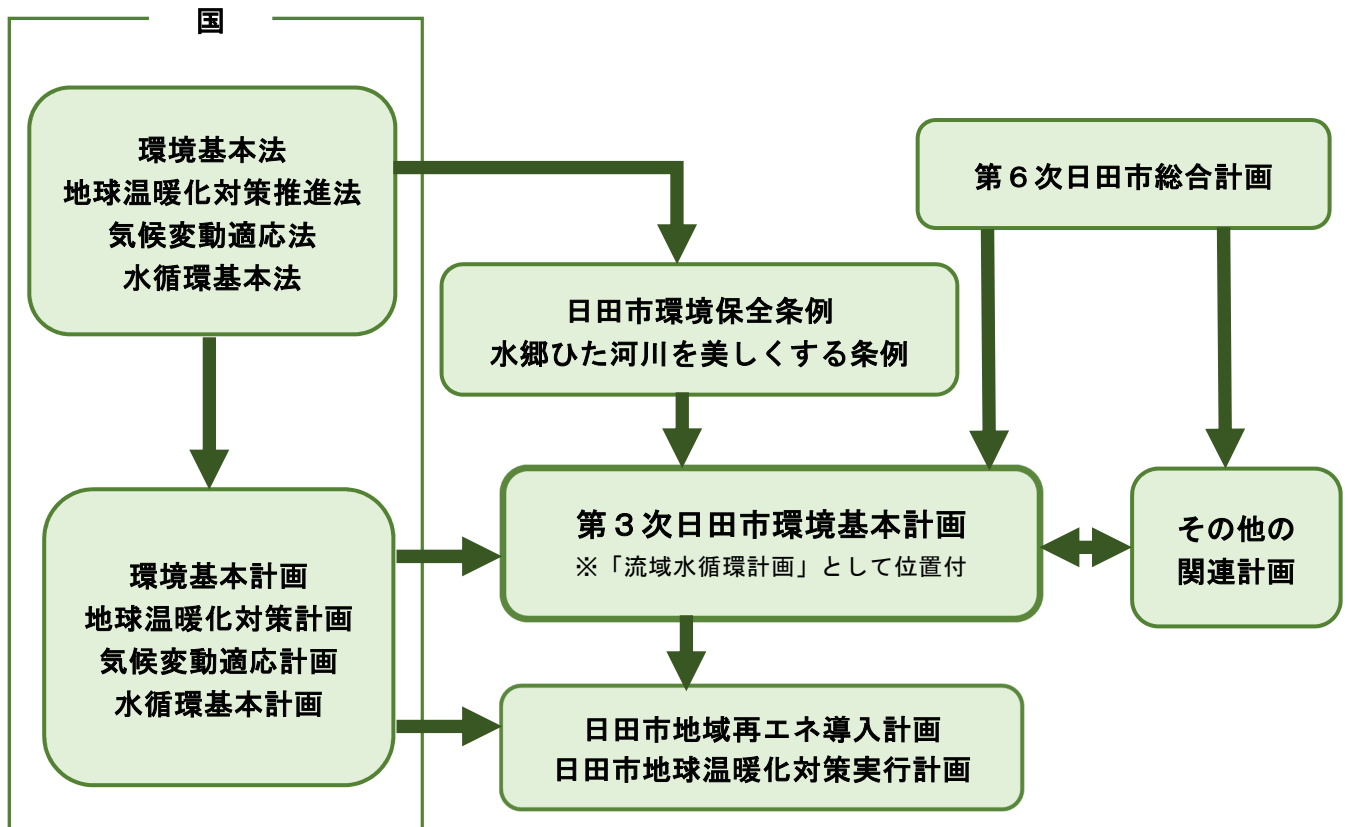 国
環境基本法
地球温暖化対策推進法
気候変動適応法
水循環基本法
第６次日田市総合計画
日田市環境保全条例
水郷ひた河川を美しくする条例
環境基本計画
地球温暖化対策計画
気候変動適応計画
水循環基本計画
第３次日田市環境基本計画
※「流域水循環計画」として位置付
その他の
関連計画
日田市地域再エネ導入計画
日田市地球温暖化対策実行計画